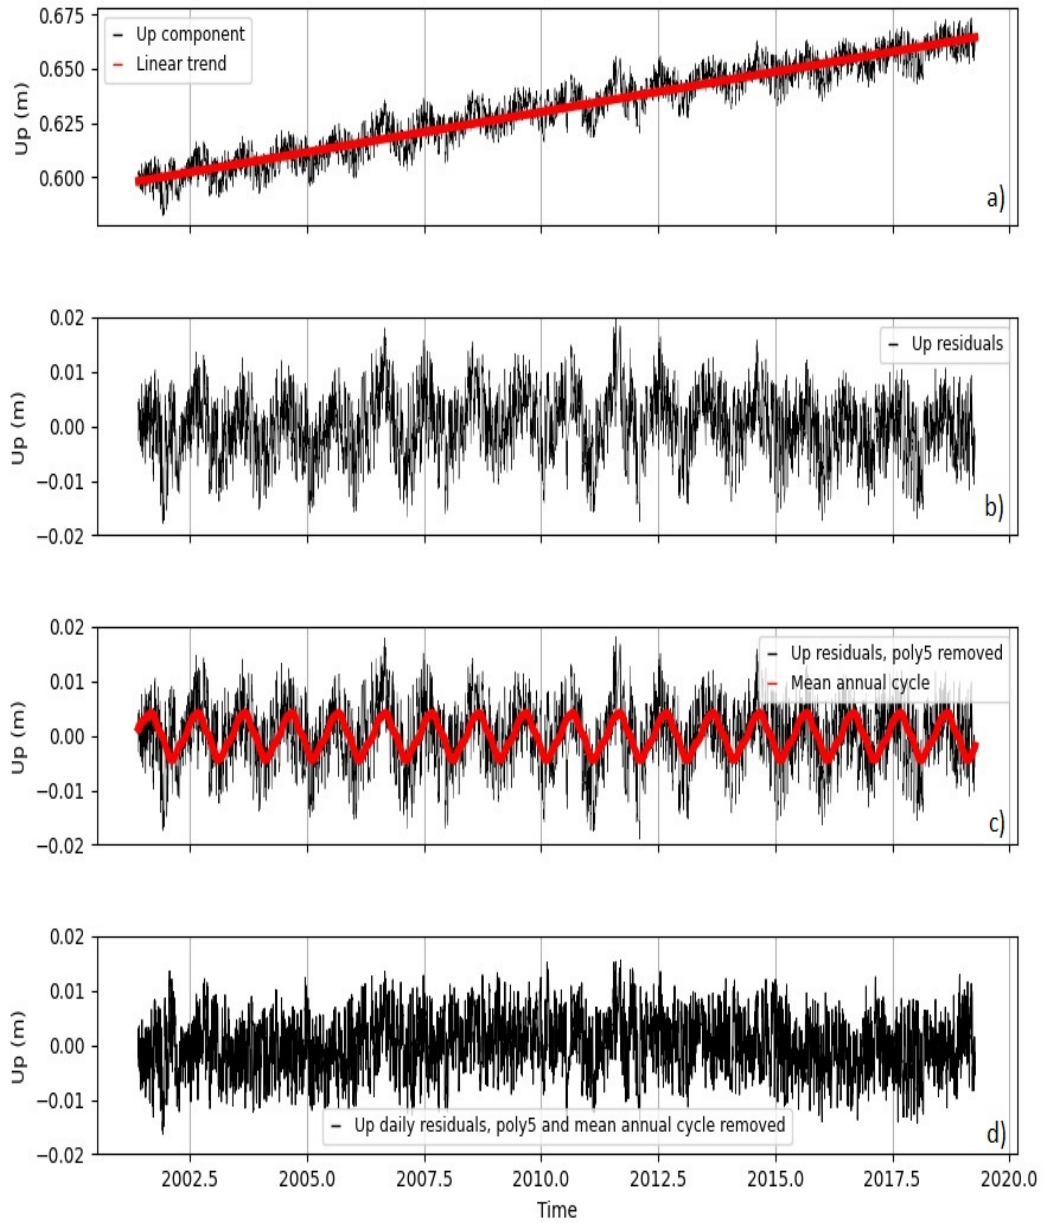 0.675
0.650
0.625
0.600
Up (m)
Up component
Linear trend
a)
0.02
0.01
0.00
−0.01
−0.02
Up (m)
Up residuals
b)
0.02
0.01
0.00
−0.01
−0.02
Up (m)
Up residuals, poly5 removed
Mean annual cycle
c)
0.02
0.01
0.00
−0.01
−0.02
Up (m)
Up daily residuals, poly5 and mean annual cycle removed
d)
2002.5 2005.0 2007.5 2010.0 2012.5 2015.0 2017.5 2020.0
Time